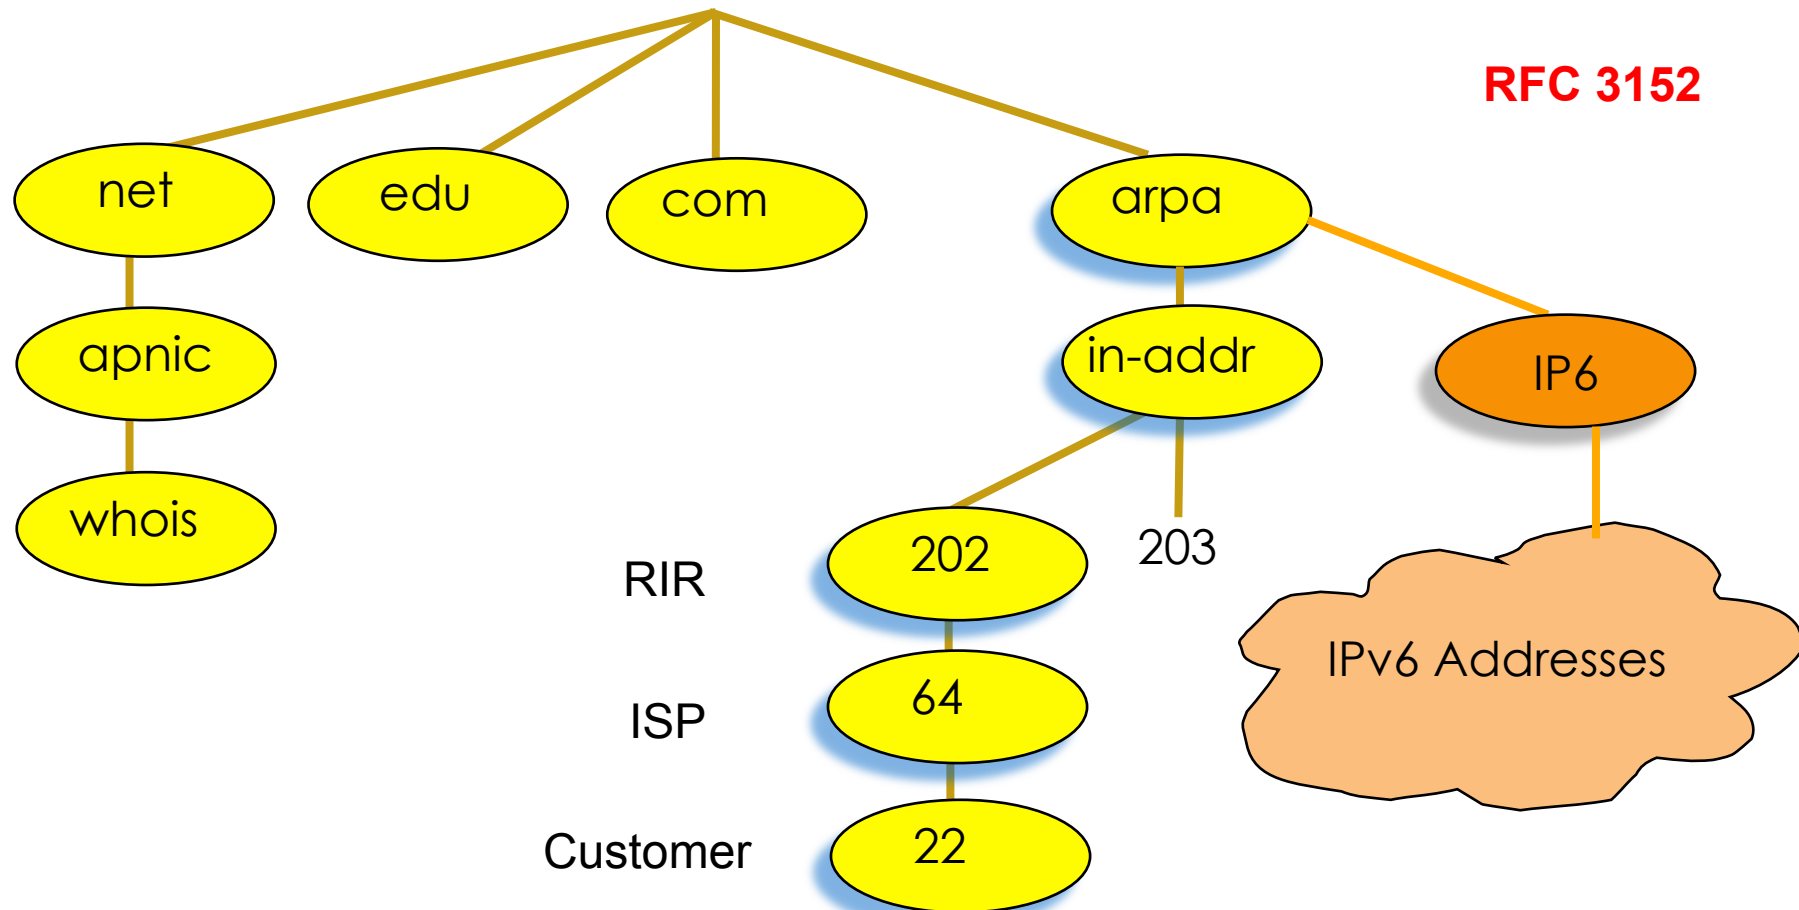 RFC 3152
net
edu
com
arpa
apnic
in-addr
IP6
whois
RIR
202
203
ISP
64
IPv6 Addresses
Customer
22